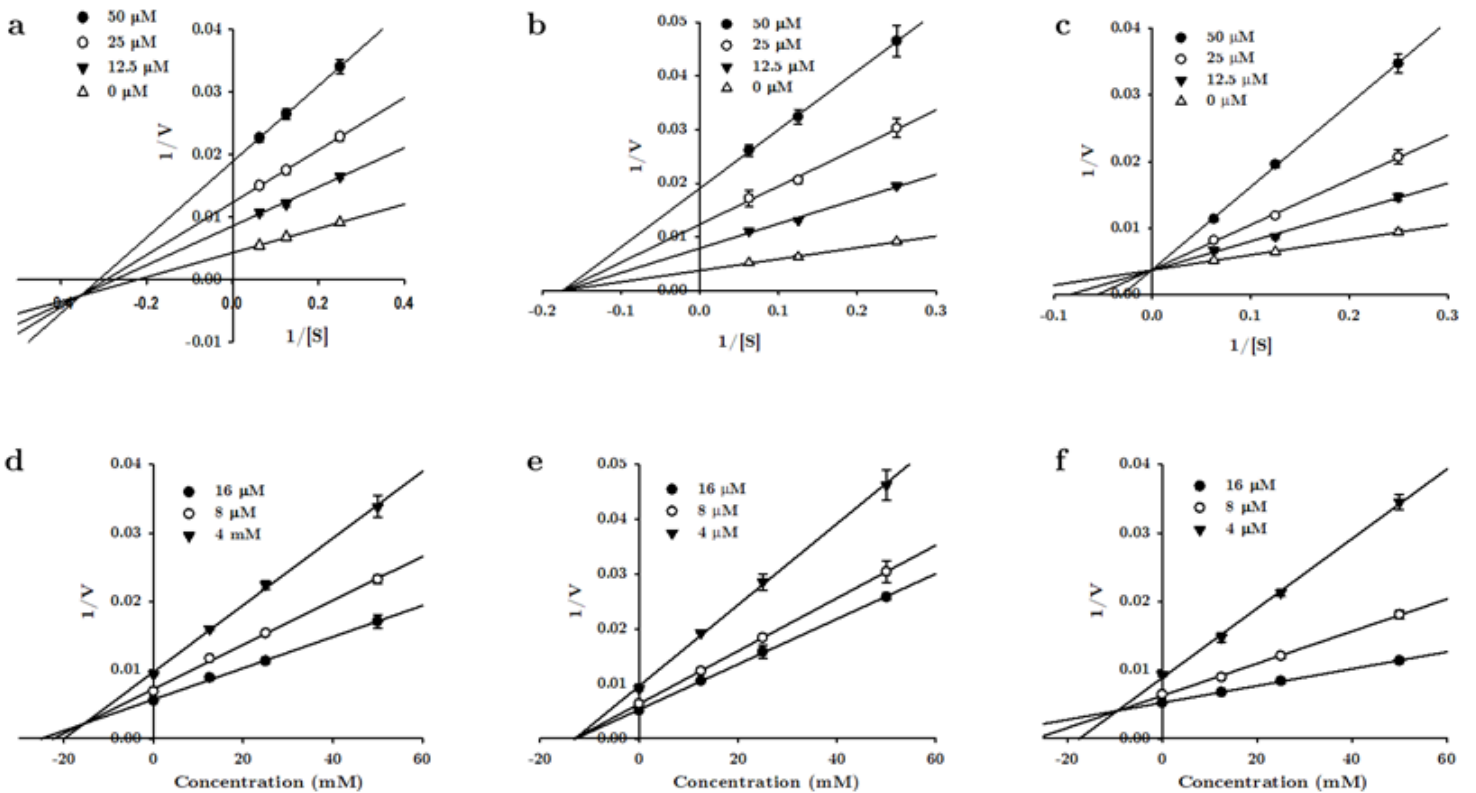 a
50 µM
25 µM
12.5 µM
0 µM
0.04
0.03
0.02
0.01
0.00
-0.01
1/V
0.0
0.2
0.4
-0.2
1/[S]
b
50 µM
25 µM
12.5 µM
0 µM
0.05
0.04
0.03
0.02
0.01
0.00
1/V
-0.2
-0.1
0.0
0.1
0.2
0.3
1/[S]
c
50 µM
25 µM
12.5 µM
0 µM
0.04
0.03
0.02
0.01
0.00
1/V
-0.1
0.0
0.1
0.2
0.3
1/[S]
d
16 µM
8 µM
4 mM
0.04
0.03
0.02
0.01
0.00
1/V
-20
0
20
40
60
Concentration (mM)
e
16 µM
8 µM
4 µM
0.05
0.04
0.03
0.02
0.01
0.00
1/V
-20
0
20
40
60
Concentration (mM)
f
16 µM
8 µM
4 µM
0.04
0.03
0.02
0.01
0.00
1/V
-20
0
20
40
60
Concentration (mM)